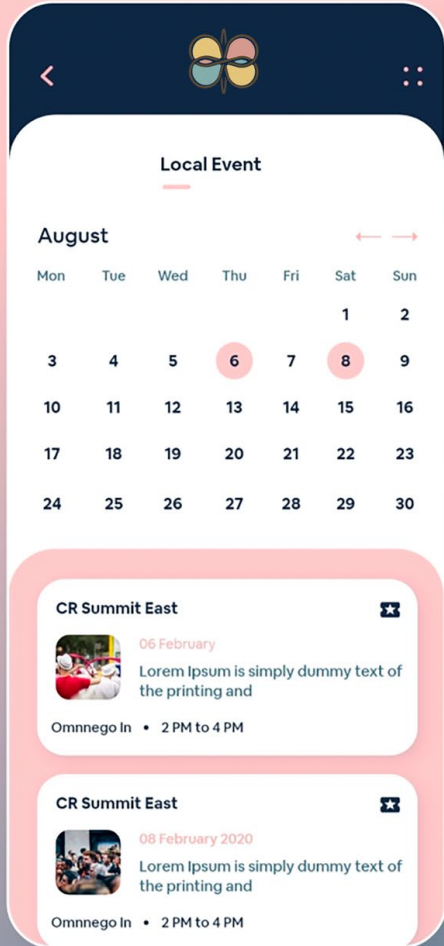 Local Event
August
Mon Tue Wed Thu Fri Sat Sun
1 2
3 4 5 6 7 8 9
10 11 12 13 14 15 16
17 18 19 20 21 22 23
24 25 26 27 28 29 30
CR Summit East
06 February
Lorem Ipsum is simply dummy text of
the printing and
Omnnego In • 2 PM to 4 PM
CR Summit East
08 February 2020
Lorem Ipsum is simply dummy text of
the printing and
Omnnego In • 2 PM to 4 PM